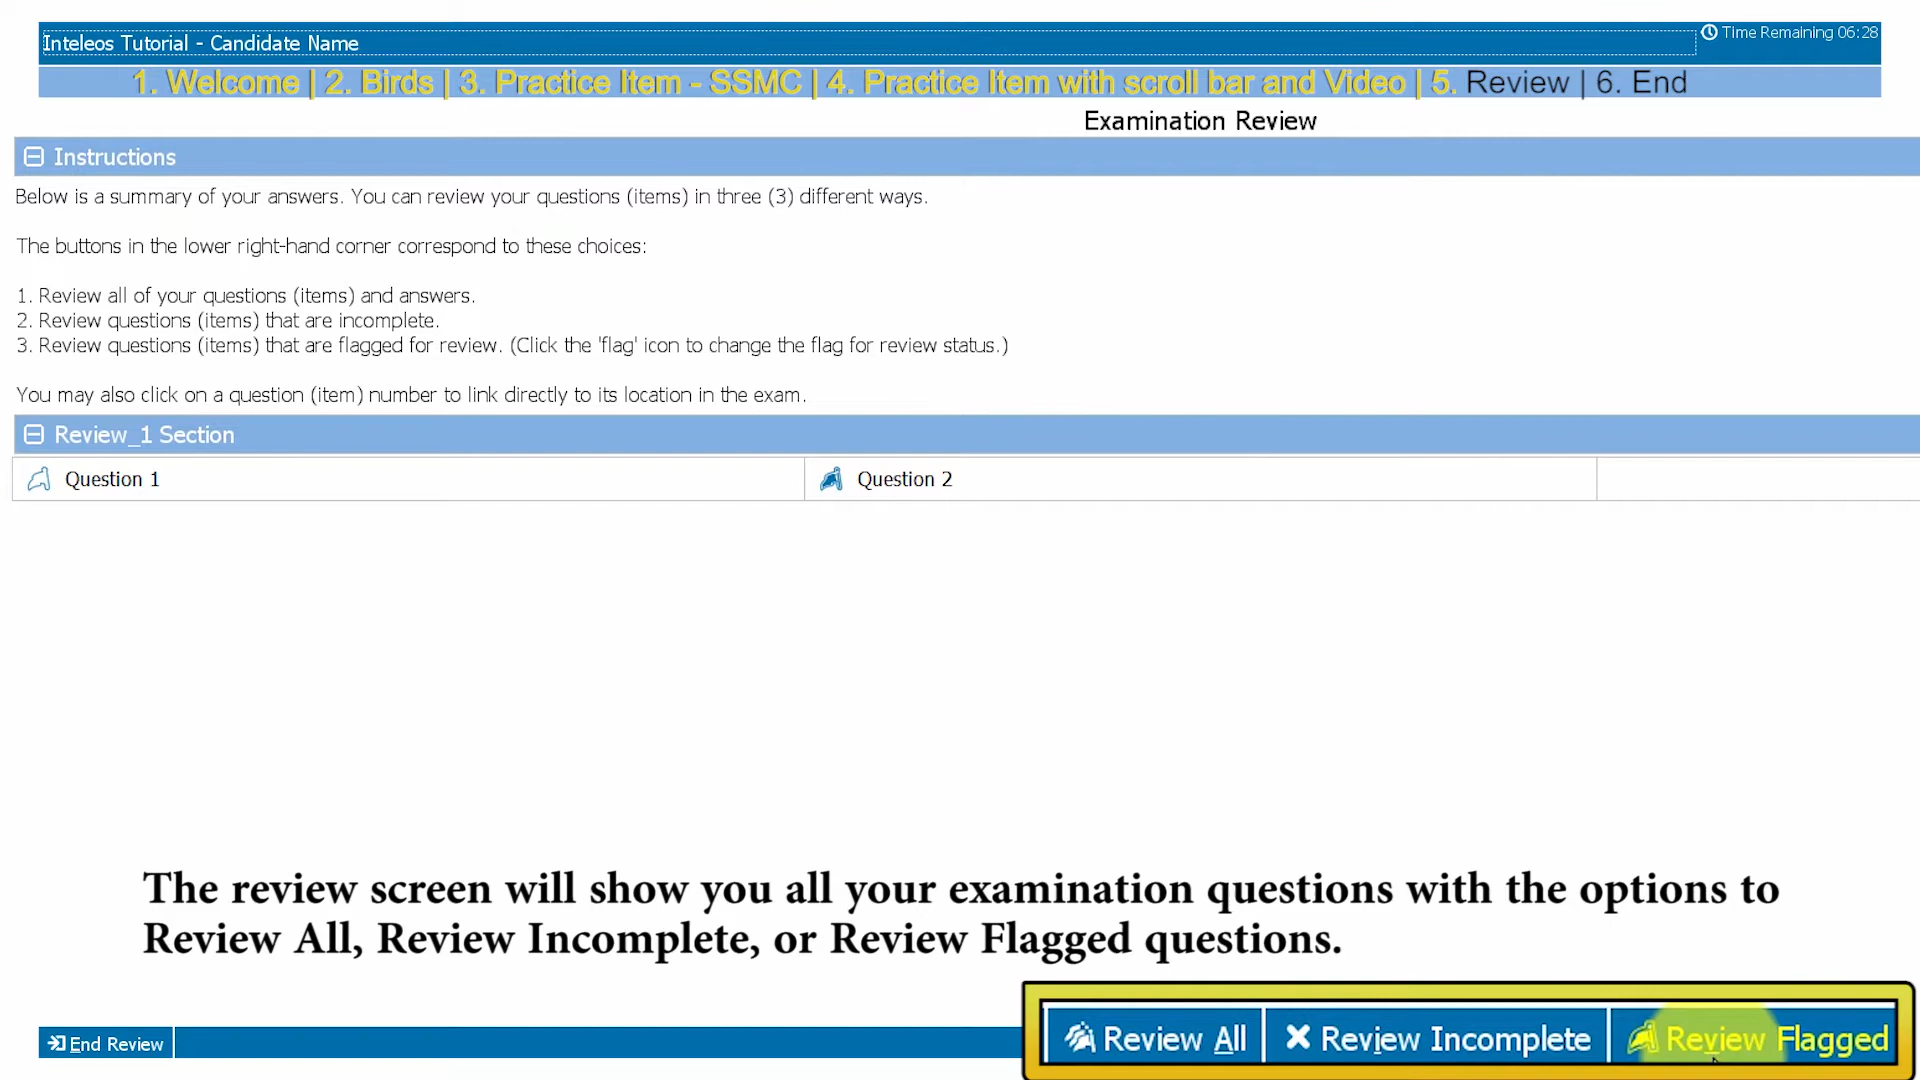 Inteleos Tutorial - Candidate Name
Time Remaining 06:28
1. Welcome | 2. Birds | 3. Practice Item - SSMC | 4. Practice Item with scroll bar and Video | 5. Review | 6. End
Examination Review
Instructions
Below is a summary of your answers. You can review your questions (items) in three (3) different ways.
The buttons in the lower right-hand corner correspond to these choices:
1. Review all of your questions (items) and answers.
2. Review questions (items) that are incomplete.
3. Review questions (items) that are flagged for review. (Click the 'flag' icon to change the flag for review status.)
You may also click on a question (item) number to link directly to its location in the exam.
Review_1 Section
Question 1
Question 2
The review screen will show you all your examination questions with the options to
Review All, Review Incomplete, or Review Flagged questions.
End Review
Review All
Review Incomplete
Review Flagged